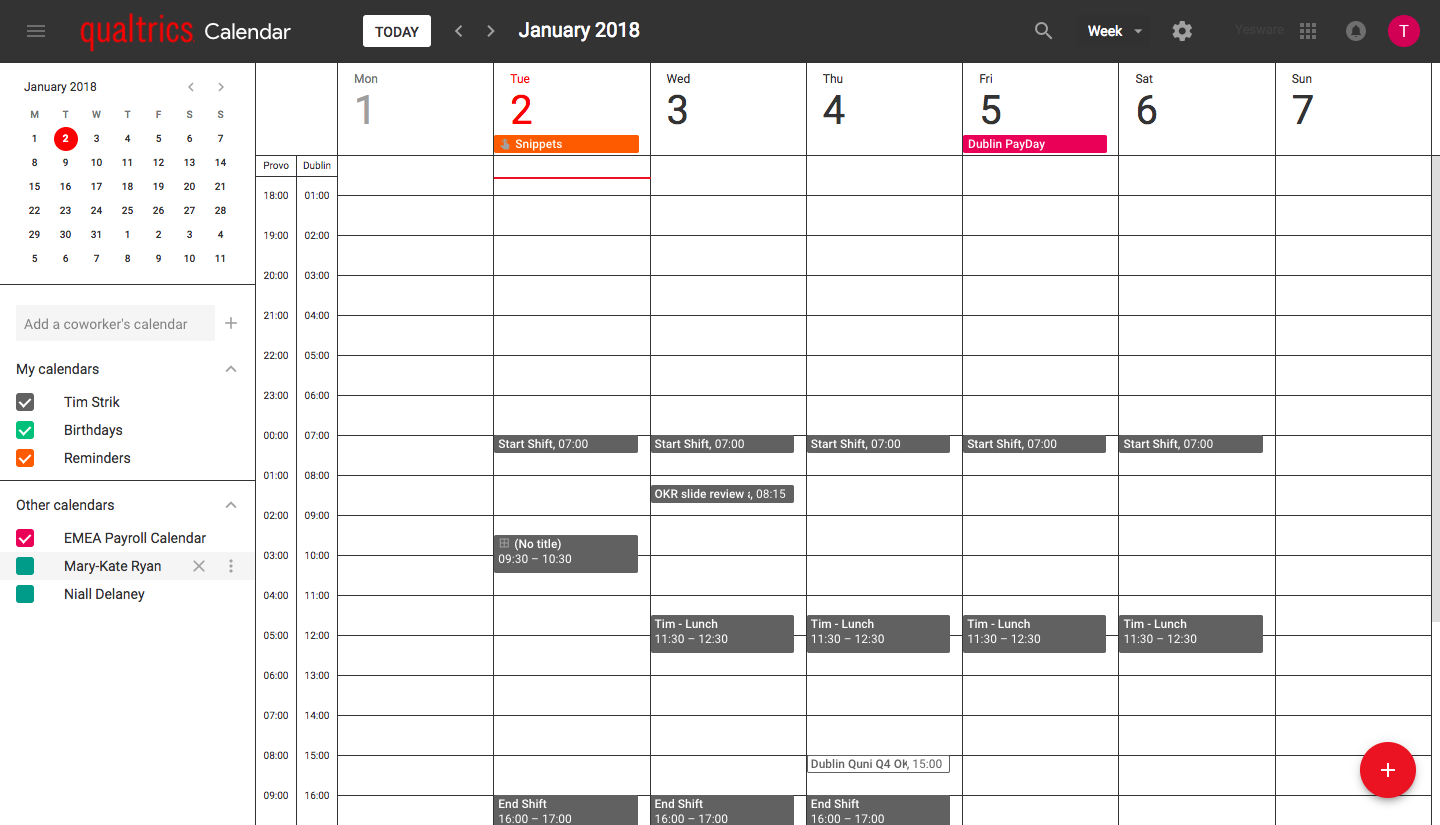 qualtrics Calendar TODAY January 2018 Week Yesware T
January 2018
M T W T F S S
1 2 3 4 5 6 7
8 9 10 11 12 13 14
15 16 17 18 19 20 21
22 23 24 25 26 27 28
29 30 31 1 2 3 4
5 6 7 8 9 10 11
Add a coworker's calendar
My calendars
Tim Strik
Birthdays
Reminders
Other calendars
EMEA Payroll Calendar
Mary-Kate Ryan
Niall Delaney
Mon Tue Wed Thu Fri Sat Sun
1 2 3 4 5 6 7
Snippets Dublin PayDay
Provo Dublin
18:00 01:00
19:00 02:00
20:00 03:00
21:00 04:00
22:00 05:00
23:00 06:00
00:00 07:00
Start Shift, 07:00 Start Shift, 07:00 Start Shift, 07:00 Start Shift, 07:00 Start Shift, 07:00
01:00 08:00
OKR slide review , 08:15
02:00 09:00
(No title)
09:30 – 10:30
03:00 10:00
04:00 11:00
Tim - Lunch Tim - Lunch Tim - Lunch Tim - Lunch
11:30 – 12:30 11:30 – 12:30 11:30 – 12:30 11:30 – 12:30
05:00 12:00
06:00 13:00
07:00 14:00
08:00 15:00
Dublin Quni Q4 OK, 15:00
09:00 16:00
End Shift End Shift End Shift
16:00 – 17:00 16:00 – 17:00 16:00 – 17:00